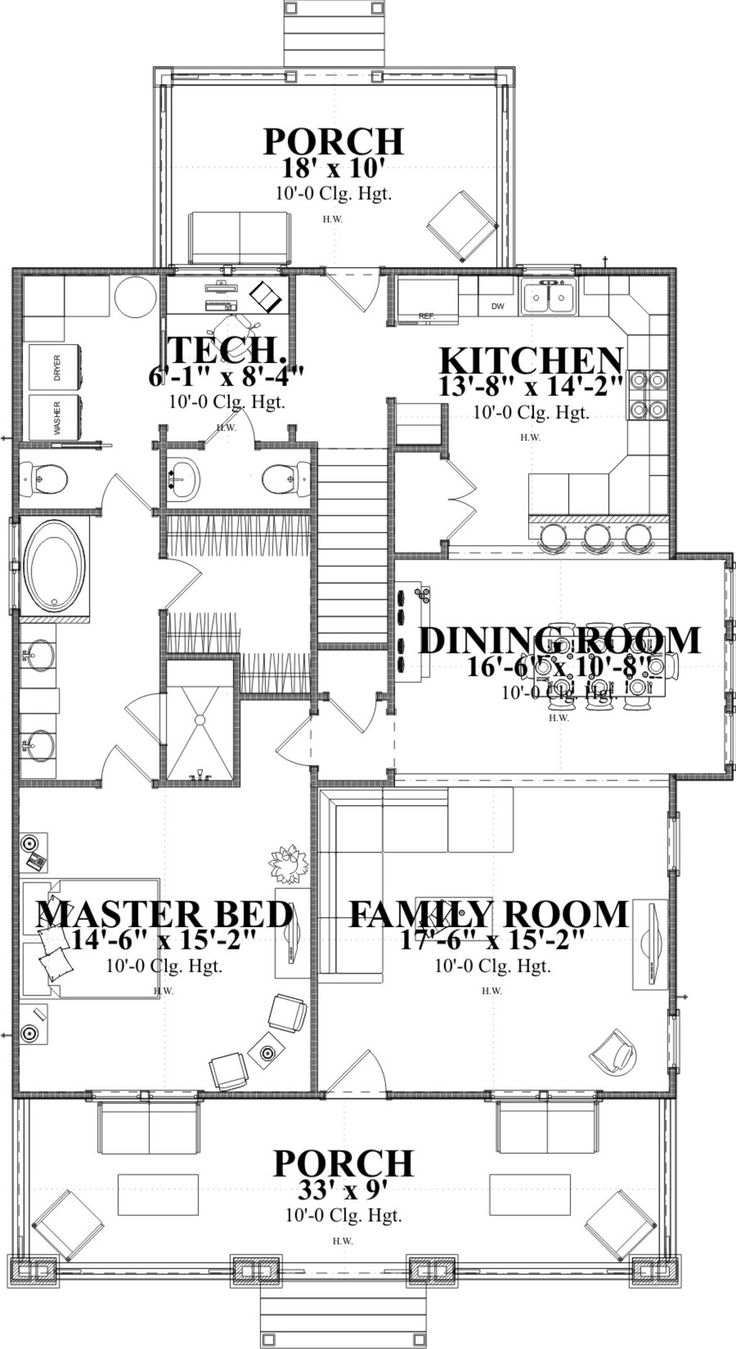 PORCH
18' x 10'
10'-0 Clg. Hgt.
H.W.
DW
REF.
TECH.
6'-1" x 8'-4"
10'-0 Clg. Hgt.
H.W.
KITCHEN
13'-8" x 14'-2"
10'-0 Clg. Hgt.
H.W.
DRYER
WASHER
DINING ROOM
16'-6" x 10'-8"
10'-0 Clg. Hgt.
H.W.
MASTER BED
14'-6" x 15'-2"
10'-0 Clg. Hgt.
H.W.
FAMILY ROOM
17'-6" x 15'-2"
10'-0 Clg. Hgt.
H.W.
PORCH
33' x 9'
10'-0 Clg. Hgt.
H.W.